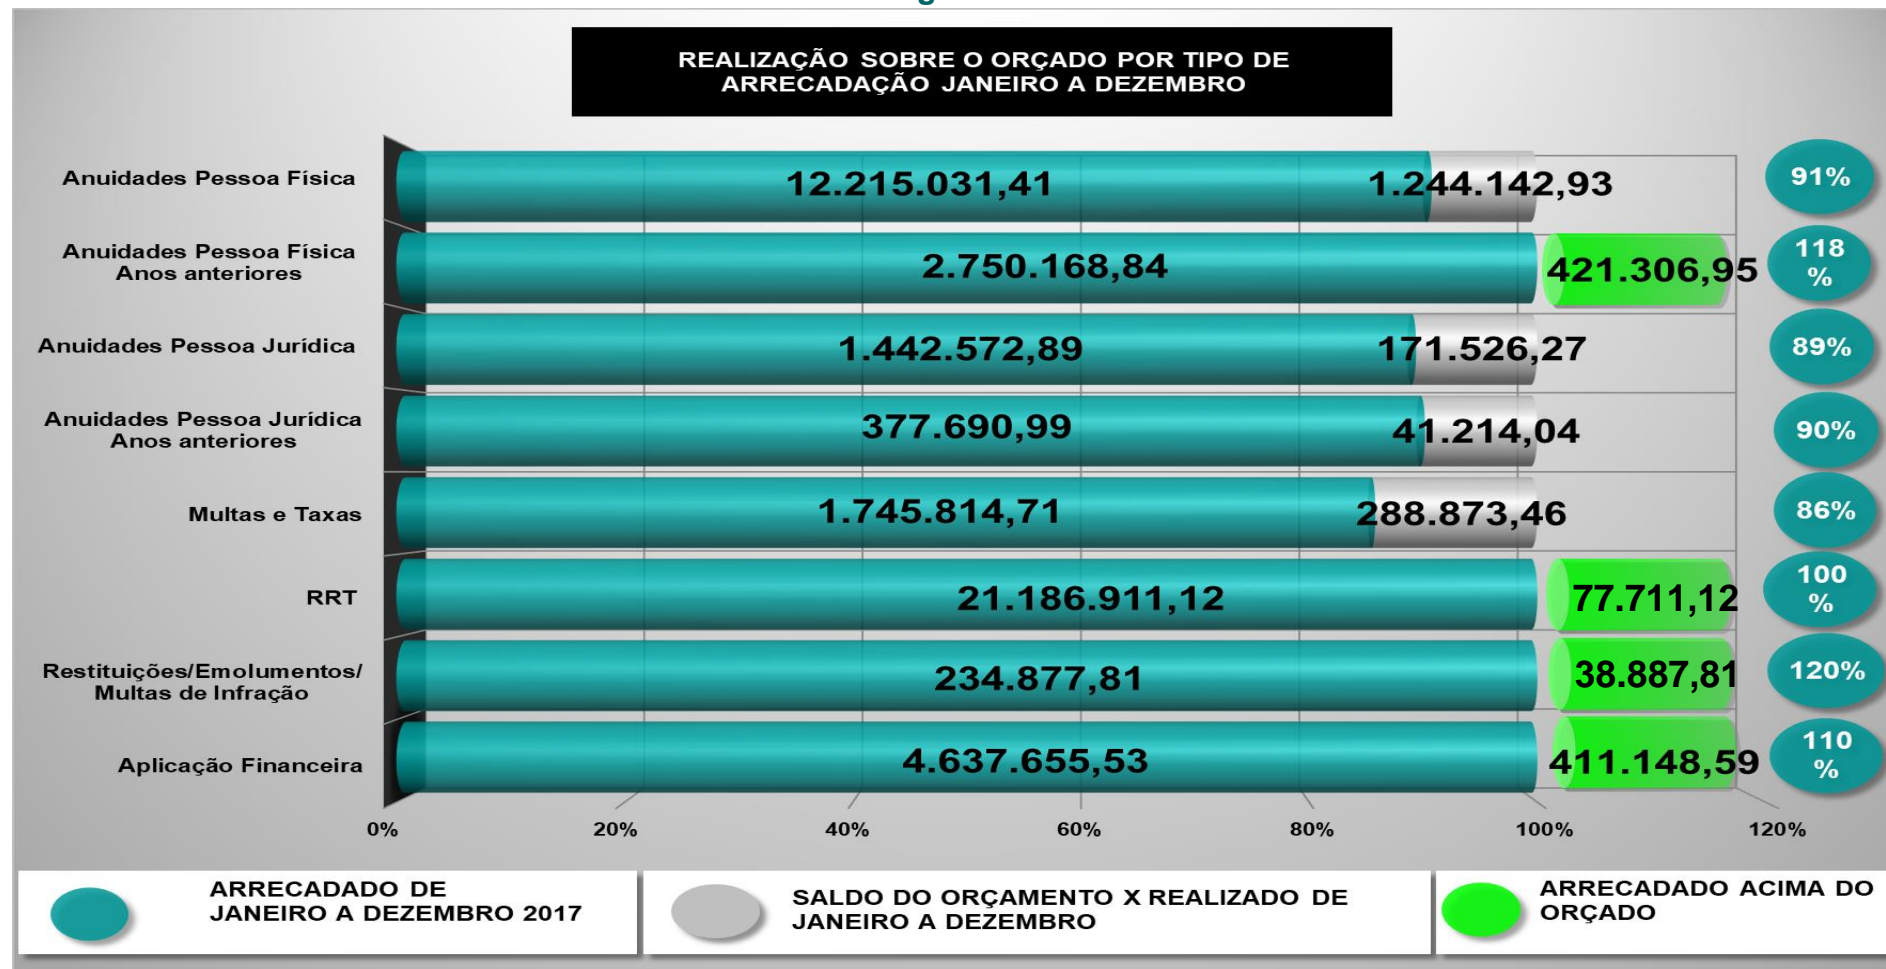 REALIZAÇÃO SOBRE O ORÇADO POR TIPO DE
ARRECADAÇÃO JANEIRO A DEZEMBRO
Anuidades Pessoa Física
12.215.031,41
1.244.142,93
91%
Anuidades Pessoa Física
Anos anteriores
2.750.168,84
421.306,95
118
%
Anuidades Pessoa Jurídica
1.442.572,89
171.526,27
89%
Anuidades Pessoa Jurídica
Anos anteriores
377.690,99
41.214,04
90%
Multas e Taxas
1.745.814,71
288.873,46
86%
RRT
21.186.911,12
77.711,12
100
%
Restituições/Emolumentos/
Multas de Infração
234.877,81
38.887,81
120%
Aplicação Financeira
4.637.655,53
411.148,59
110
%
0%
20%
40%
60%
80%
100%
120%
ARRECADADO DE
JANEIRO A DEZEMBRO 2017
SALDO DO ORÇAMENTO X REALIZADO DE
JANEIRO A DEZEMBRO
ARRECADADO ACIMA DO
ORÇADO